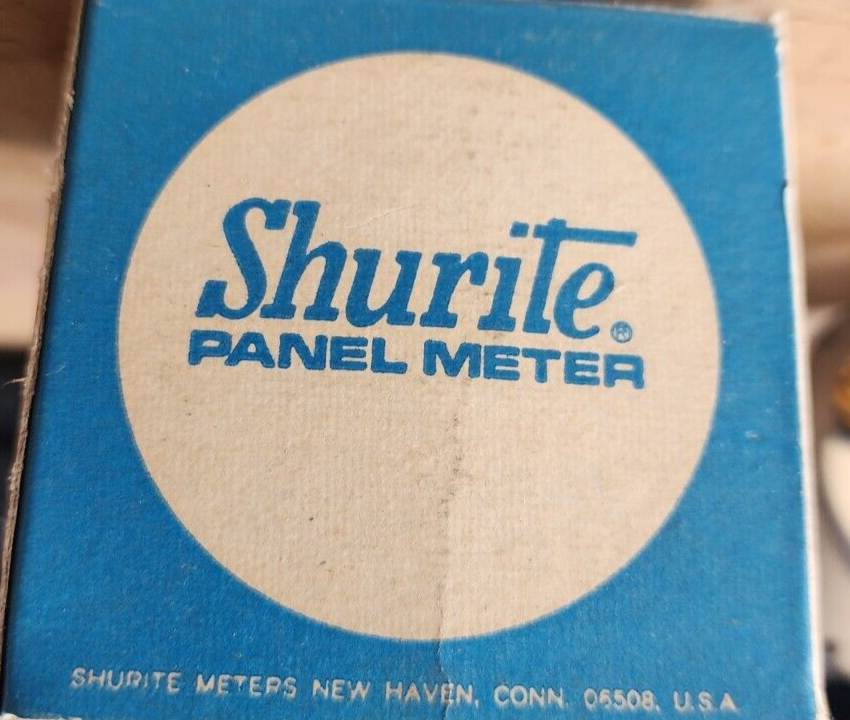 Shurite®
PANEL METER
SHURITE METERS NEW HAVEN, CONN. 06508, U.S.A.